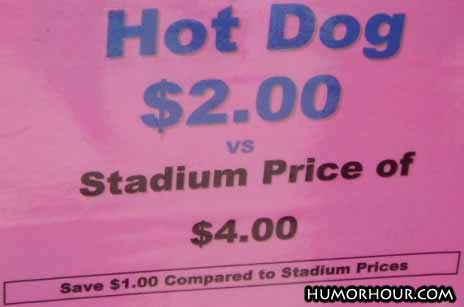 Hot Dog
$2.00
vs
Stadium Price of
$4.00
Save $1.00 Compared to Stadium Prices
HUMORHOUR.COM